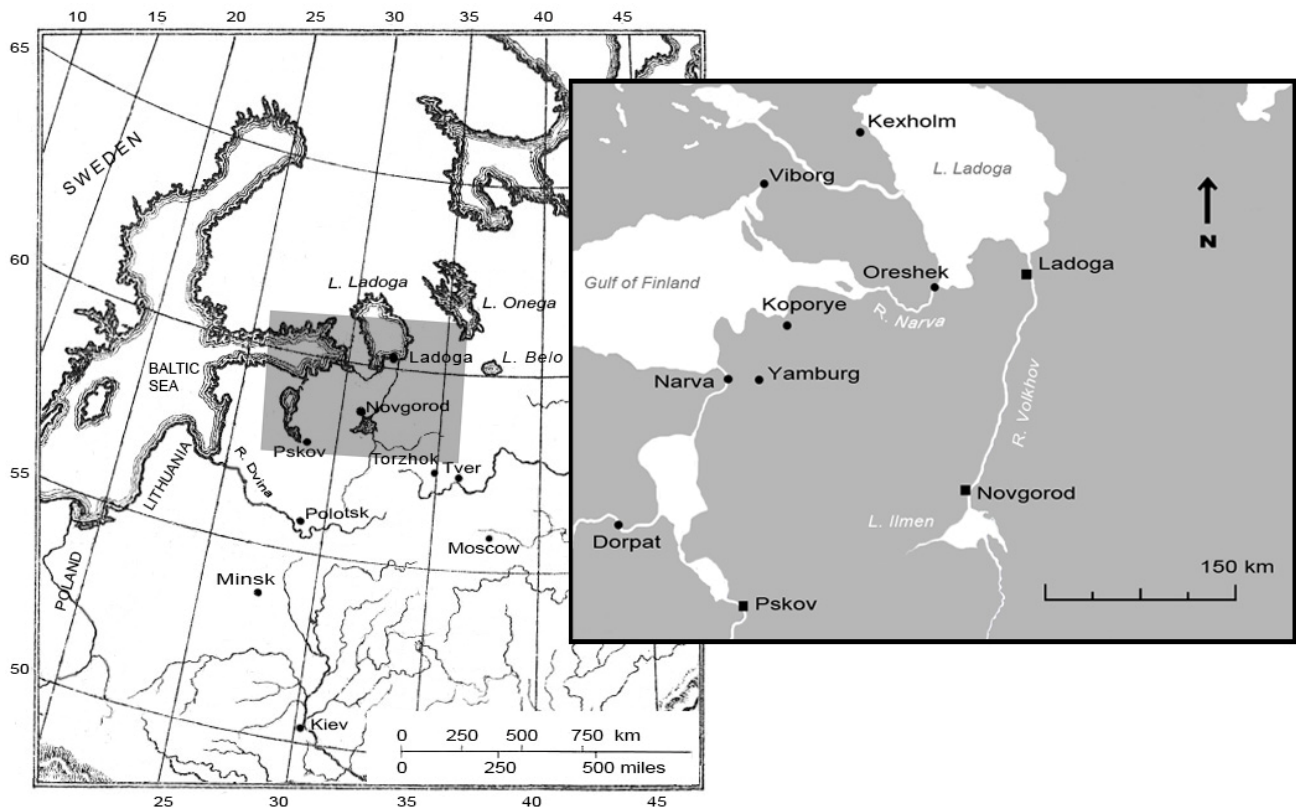 10 15 20 25 30 35 40 45
65
60
55
50
SWEDEN
L. Ladoga
L. Onega
Ladoga
L. Belo
BALTIC
SEA
Novgorod
Pskov
LITHUANIA
R. Dvina
Torzhok
Tver
Polotsk
Moscow
POLAND
Minsk
Kiev
0 250 500 750 km
0 250 500 miles
25 30 35 40 45
Kexholm
L. Ladoga
Viborg
N
Ladoga
Oreshek
Gulf of Finland
Koporye
R. Narva
Narva
Yamburg
R. Volkhov
Novgorod
L. Ilmen
Dorpat
150 km
Pskov